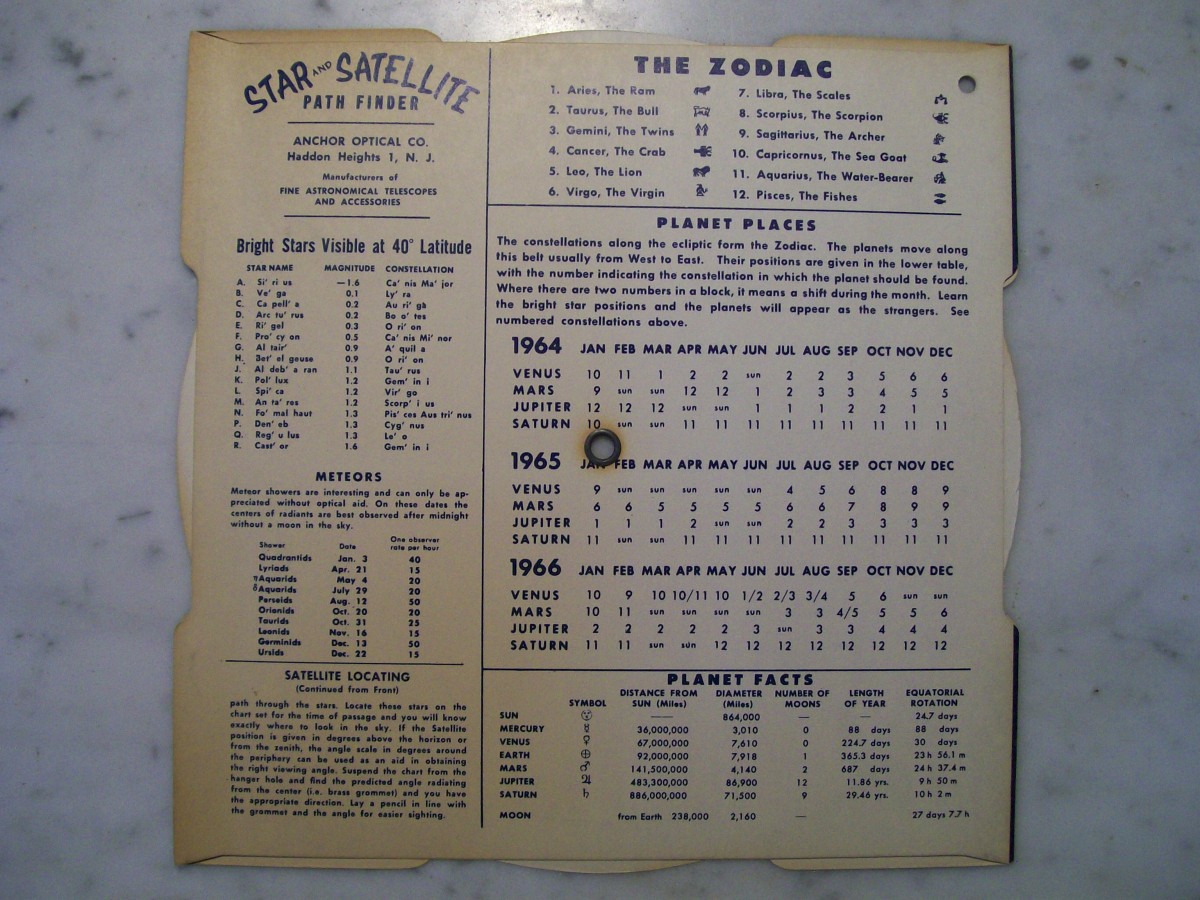 STAR AND SATELLITE
PATH FINDER
ANCHOR OPTICAL CO.
Haddon Heights 1, N. J.
Manufacturers of
FINE ASTRONOMICAL TELESCOPES
AND ACCESSORIES
Bright Stars Visible at 40° Latitude
STAR NAME MAGNITUDE CONSTELLATION
A. Si' ri us —1.6 Ca' nis Ma' jor
B. Ve' ga 0.1 Ly' ra
C. Ca pell' a 0.2 Au ri' ga
D. Arc tu' rus 0.2 Bo o' tes
E. Ri' gel 0.3 O ri' on
F. Pro' cy on 0.5 Ca' nis Mi' nor
G. Al tair' 0.9 A' quil a
H. Bet' el geuse 0.9 O ri' on
J. Al deb' a ran 1.1 Tau' rus
K. Pol' lux 1.2 Gem' in i
L. Spi' ca 1.2 Vir' go
M. An ta' res 1.2 Scorp' i us
N. Fo' mal haut 1.3 Pis' ces Aus tri' nus
P. Den' eb 1.3 Cyg' nus
Q. Reg' u lus 1.3 Le' o
R. Cast' or 1.6 Gem' in i
METEORS
Meteor showers are interesting and can only be ap-
preciated without optical aid. On these dates the
centers of radiants are best observed after midnight
without a moon in the sky.
Shower Date One observer
rate per hour
Quadrantids Jan. 3 40
Lyriads Apr. 21 15
η Aquarids May 4 20
δ Aquarids July 29 20
Perseids Aug. 12 50
Orionids Oct. 20 20
Taurids Oct. 31 25
Leonids Nov. 16 15
Germinids Dec. 13 50
Ursids Dec. 22 15
SATELLITE LOCATING
(Continued from Front)
path through the stars. Locate these stars on the
chart set for the time of passage and you will know
exactly where to look in the sky. If the Satellite
position is given in degrees above the horizon or
from the zenith, the angle scale in degrees around
the periphery can be used as an aid in obtaining
the right viewing angle. Suspend the chart from the
hanger hole and find the predicted angle radiating
from the center (i.e. brass grommet) and you have
the appropriate direction. Lay a pencil in line with
the grommet and the angle for easier sighting.
THE ZODIAC
1. Aries, The Ram
2. Taurus, The Bull
3. Gemini, The Twins
4. Cancer, The Crab
5. Leo, The Lion
6. Virgo, The Virgin
7. Libra, The Scales
8. Scorpius, The Scorpion
9. Sagittarius, The Archer
10. Capricornus, The Sea Goat
11. Aquarius, The Water-Bearer
12. Pisces, The Fishes
PLANET PLACES
The constellations along the ecliptic form the Zodiac. The planets move along
this belt usually from West to East. Their positions are given in the lower table,
with the number indicating the constellation in which the planet should be found.
Where there are two numbers in a block, it means a shift during the month. Learn
the bright star positions and the planets will appear as the strangers. See
numbered constellations above.
1964 JAN FEB MAR APR MAY JUN JUL AUG SEP OCT NOV DEC
VENUS 10 11 1 2 2 sun 2 2 3 5 6 6
MARS 9 sun sun 12 12 1 2 3 3 4 5 5
JUPITER 12 12 12 sun sun 1 1 1 2 2 1 1
SATURN 10 sun sun 11 11 11 11 11 11 11 11 11
1965 JAN FEB MAR APR MAY JUN JUL AUG SEP OCT NOV DEC
VENUS 9 sun sun sun sun sun 4 5 6 8 8 9
MARS 6 6 5 5 5 5 6 6 7 8 9 9
JUPITER 1 1 1 2 sun sun 2 2 3 3 3 3
SATURN 11 sun sun 11 11 11 11 11 11 11 11 11
1966 JAN FEB MAR APR MAY JUN JUL AUG SEP OCT NOV DEC
VENUS 10 9 10 10/11 10 1/2 2/3 3/4 5 6 sun sun
MARS 10 11 sun sun sun sun 3 3 4/5 5 5 6
JUPITER 2 2 2 2 2 3 sun 3 3 4 4 4
SATURN 11 11 sun sun 12 12 12 12 12 12 12 12
PLANET FACTS
SYMBOL DISTANCE FROM SUN (Miles) DIAMETER (Miles) NUMBER OF MOONS LENGTH OF YEAR EQUATORIAL ROTATION
SUN —— 864,000 — — 24.7 days
MERCURY ☿ 36,000,000 3,010 0 88 days 88 days
VENUS ♀ 67,000,000 7,610 0 224.7 days 30 days
EARTH ⊕ 92,000,000 7,918 1 365.3 days 23 h 56.1 m
MARS ♂ 141,500,000 4,140 2 687 days 24 h 37.4 m
JUPITER ♃ 483,300,000 86,900 12 11.86 yrs. 9 h 50 m
SATURN ♄ 886,000,000 71,500 9 29.46 yrs. 10 h 2 m
MOON from Earth 238,000 2,160 — 27 days 7.7 h